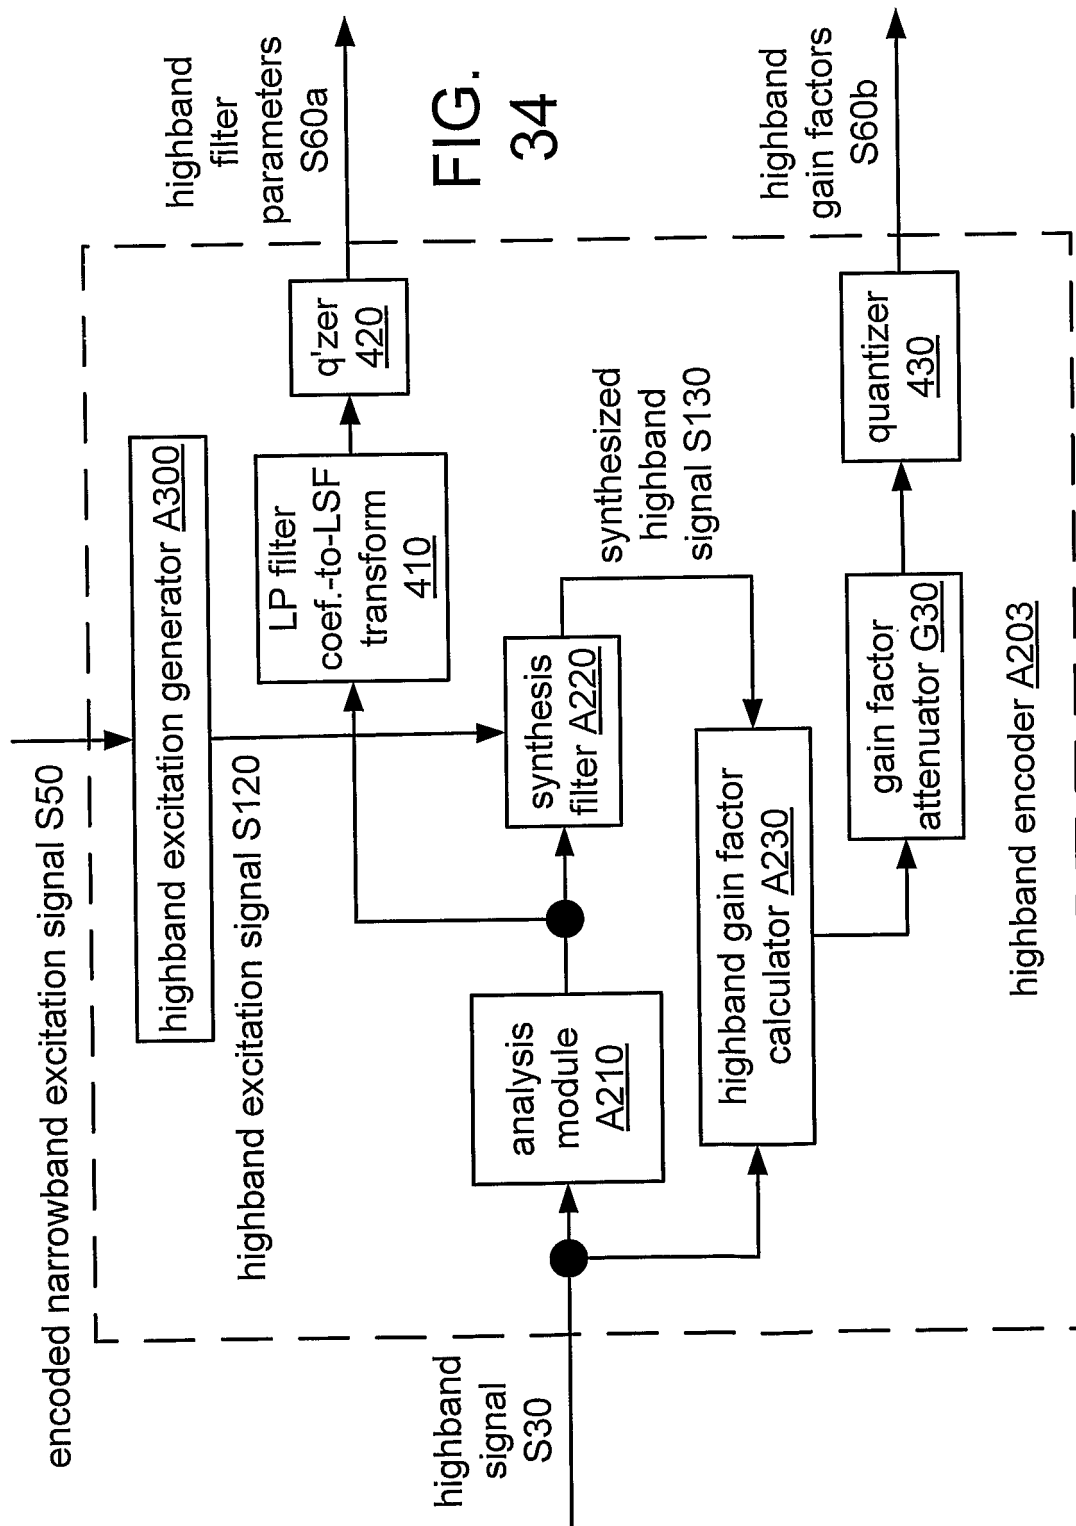 encoded narrowband excitation signal S50
highband excitation generator A300
highband excitation signal S120
LP filter
coef.-to-LSF
transform
410
q'zer
420
highband
filter
parameters
S60a
FIG.
34
highband
signal
S30
analysis
module
A210
synthesis
filter A220
synthesized
highband
signal S130
highband gain factor
calculator A230
gain factor
attenuator G30
quantizer
430
highband
gain factors
S60b
highband encoder A203